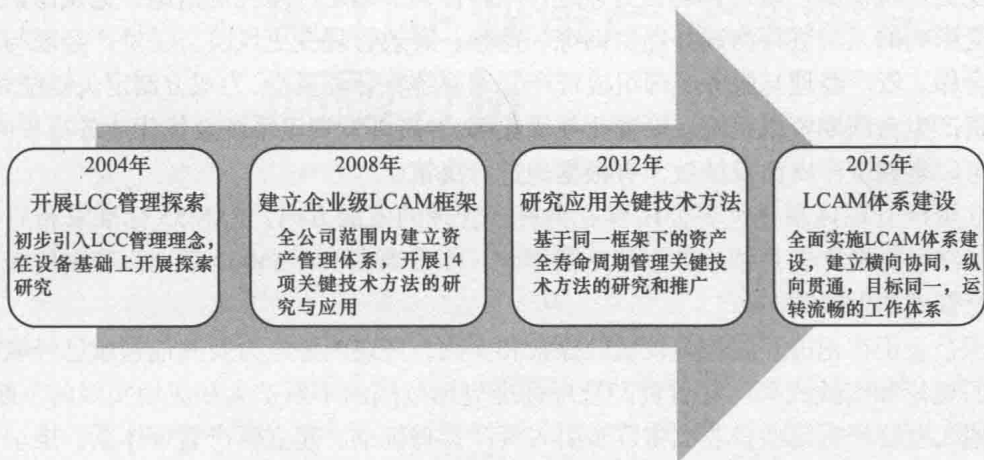 2004年
开展LCC管理探索
初步引入LCC管理理念，
在设备基础上开展探索
研究
2008年
建立企业级LCAM框架
全公司范围内建立资
产管理体系，开展14
项关键技术方法的研
究与应用
2012年
研究应用关键技术方法
基于同一框架下的资产
全寿命周期管理关键技
术方法的研究和推广
2015年
LCAM体系建设
全面实施LCAM体系建
设，建立横向协同，纵
向贯通，目标同一，运
转流畅的工作体系